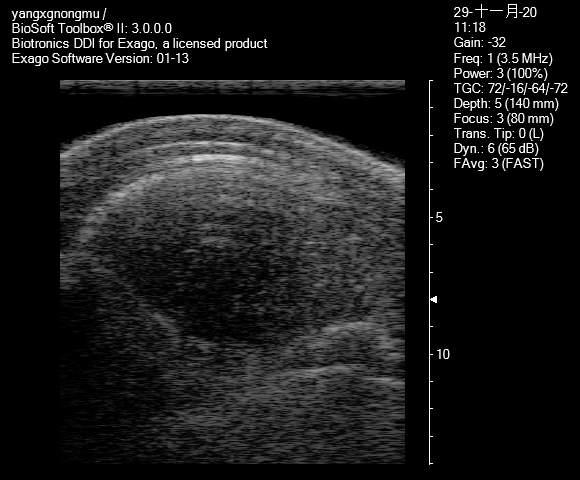 yangxgnongmu /
BioSoft Toolbox® II: 3.0.0.0
Biotronics DDI for Exago, a licensed product
Exago Software Version: 01-13
29-十一月-20
11:18
Gain: -32
Freq: 1 (3.5 MHz)
Power: 3 (100%)
TGC: 72/-16/-64/-72
Depth: 5 (140 mm)
Focus: 3 (80 mm)
Trans. Tip: 0 (L)
Dyn.: 6 (65 dB)
FAvg: 3 (FAST)
5
10